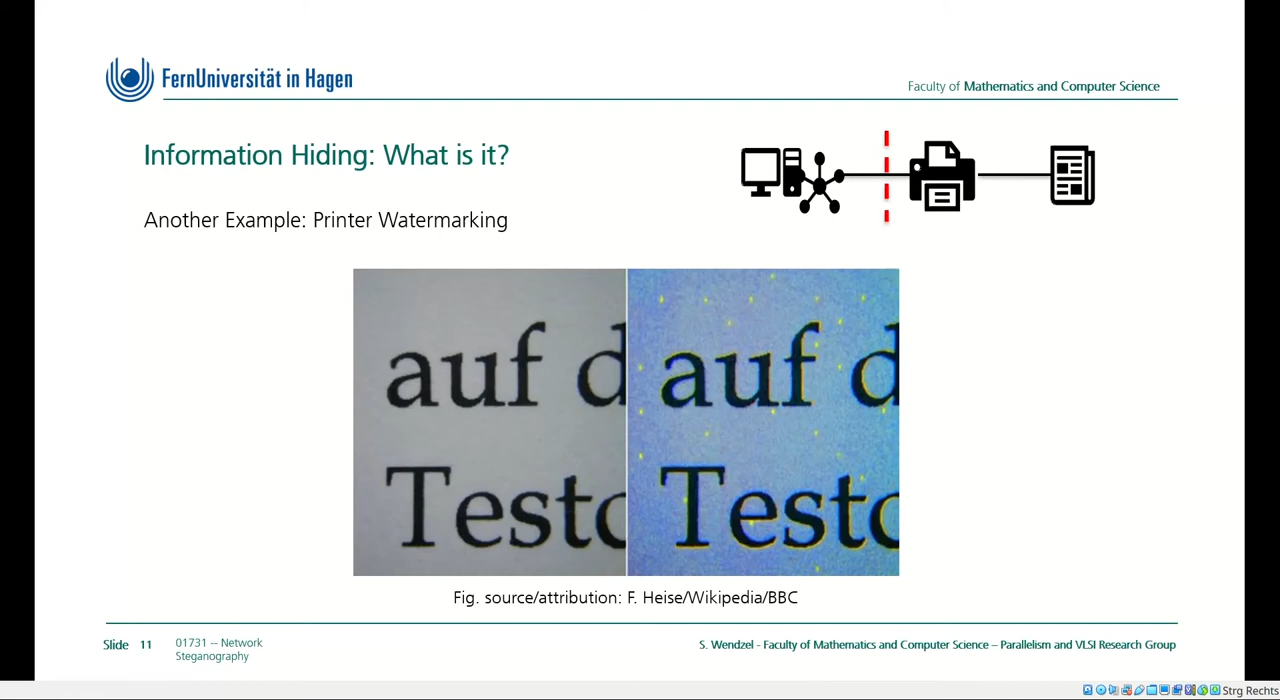 FernUniversität in Hagen
Faculty of Mathematics and Computer Science
Information Hiding: What is it?
Another Example: Printer Watermarking
auf d auf d
Testo Testo
Fig. source/attribution: F. Heise/Wikipedia/BBC
Slide 11
01731 -- Network
Steganography
S. Wendzel - Faculty of Mathematics and Computer Science – Parallelism and VLSI Research Group
Strg Rechts